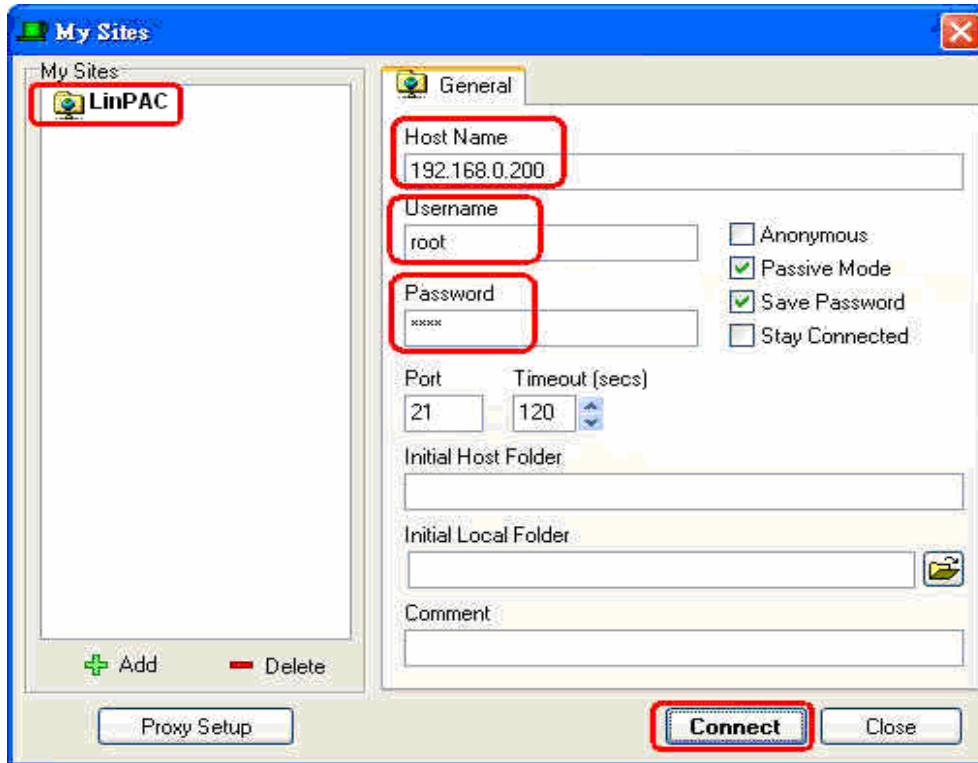 My Sites
My Sites
LinPAC
Add
Delete
General
Host Name
192.168.0.200
Username
root
Anonymous
Passive Mode
Password
Save Password
****
Stay Connected
Port
Timeout (secs)
21
120
Initial Host Folder
Initial Local Folder
Comment
Proxy Setup
Connect
Close